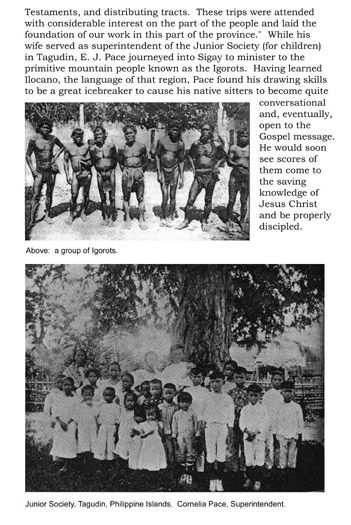 Testaments, and distributing tracts.  These trips were attended
with considerable interest on the part of the people and laid the
foundation of our work in this part of the province."  While his
wife served as superintendent of the Junior Society (for children)
in Tagudin, E. J. Pace journeyed into Sigay to minister to the
primitive mountain people known as the Igorots.  Having learned
Ilocano, the language of that region, Pace found his drawing skills
to be a great icebreaker to cause his native sitters to become quite
conversational
and, eventually,
open to the
Gospel message.
He would soon
see scores of
them come to
the saving
knowledge of
Jesus Christ
and be properly
discipled.
Above:  a group of Igorots.
Junior Society, Tagudin, Philippine Islands.  Cornelia Pace, Superintendent.